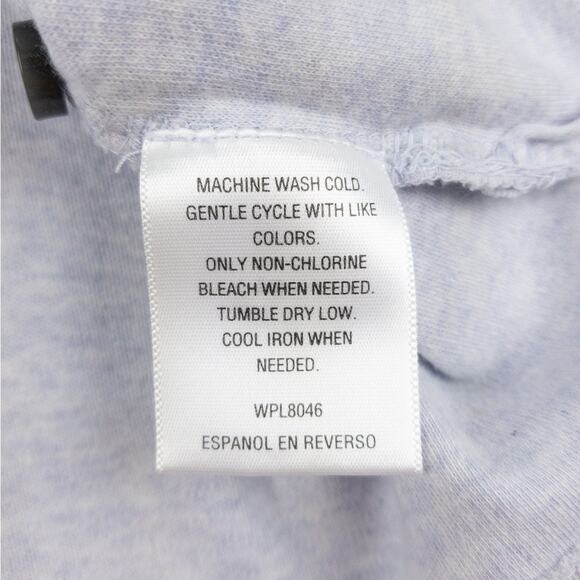 MACHINE WASH COLD.
GENTLE CYCLE WITH LIKE
COLORS.
ONLY NON-CHLORINE
BLEACH WHEN NEEDED.
TUMBLE DRY LOW.
COOL IRON WHEN
NEEDED.
WPL8046
ESPANOL EN REVERSO